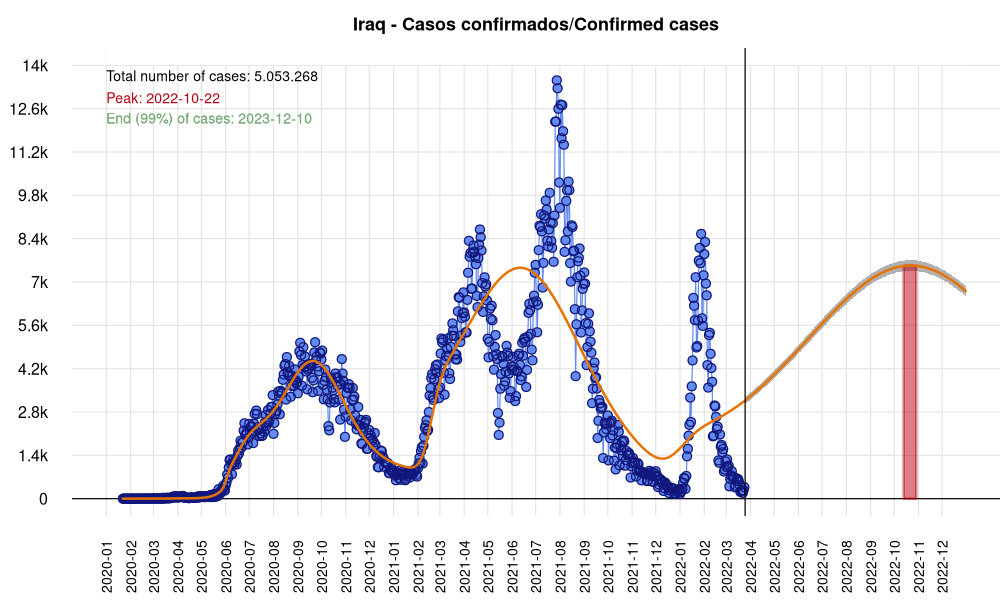 Iraq - Casos confirmados/Confirmed cases
Total number of cases: 5.053.268
Peak: 2022-10-22
End (99%) of cases: 2023-12-10
14k
12.6k
11.2k
9.8k
8.4k
7k
5.6k
4.2k
2.8k
1.4k
0
2020-01
2020-02
2020-03
2020-04
2020-05
2020-06
2020-07
2020-08
2020-09
2020-10
2020-11
2020-12
2021-01
2021-02
2021-03
2021-04
2021-05
2021-06
2021-07
2021-08
2021-09
2021-10
2021-11
2021-12
2022-01
2022-02
2022-03
2022-04
2022-05
2022-06
2022-07
2022-08
2022-09
2022-10
2022-11
2022-12